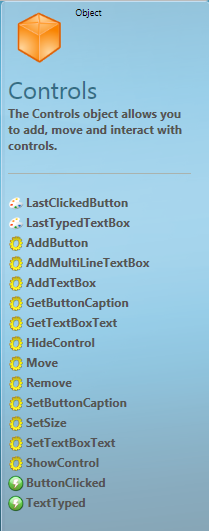 Object
Controls
The Controls object allows you
to add, move and interact with
controls.
LastClickedButton
LastTypedTextBox
AddButton
AddMultiLineTextBox
AddTextBox
GetButtonCaption
GetTextBoxText
HideControl
Move
Remove
SetButtonCaption
SetSize
SetTextBoxText
ShowControl
ButtonClicked
TextTyped